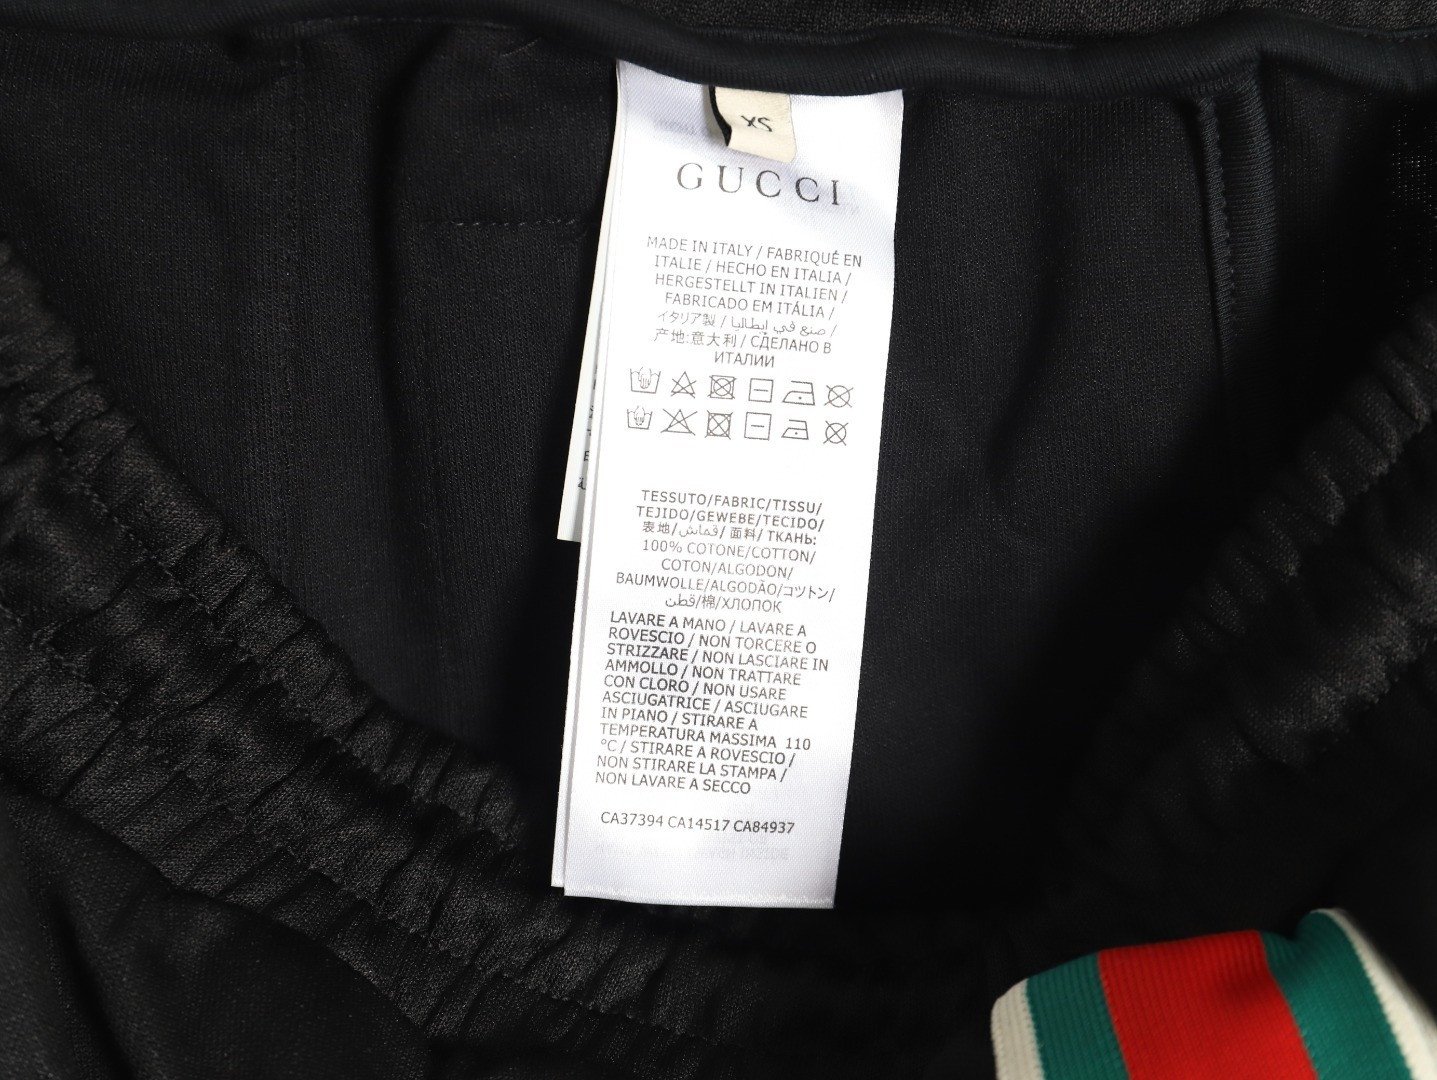 XS
GUCCI
MADE IN ITALY / FABRIQUÉ EN
ITALIE / HECHO EN ITALIA /
HERGESTELLT IN ITALIEN /
FABRICADO EM ITÁLIA /
イタリア製 / صنع في إيطاليا /
产地:意大利 / СДЕЛАНО В
ИТАЛИИ
TESSUTO/FABRIC/TISSU/
TEJIDO/GEWEBE/TECIDO/
表地/قماش/ 面料/ ТКАНЬ:
100% COTONE/COTTON/
COTON/ALGODON/
BAUMWOLLE/ALGODÃO/コツトン/
قطن/棉/ХЛОПОК
LAVARE A MANO / LAVARE A
ROVESCIO / NON TORCERE O
STRIZZARE / NON LASCIARE IN
AMMOLLO / NON TRATTARE
CON CLORO / NON USARE
ASCIUGATRICE / ASCIUGARE
IN PIANO / STIRARE A
TEMPERATURA MASSIMA 110
°C / STIRARE A ROVESCIO /
NON STIRARE LA STAMPA /
NON LAVARE A SECCO
CA37394 CA14517 CA84937